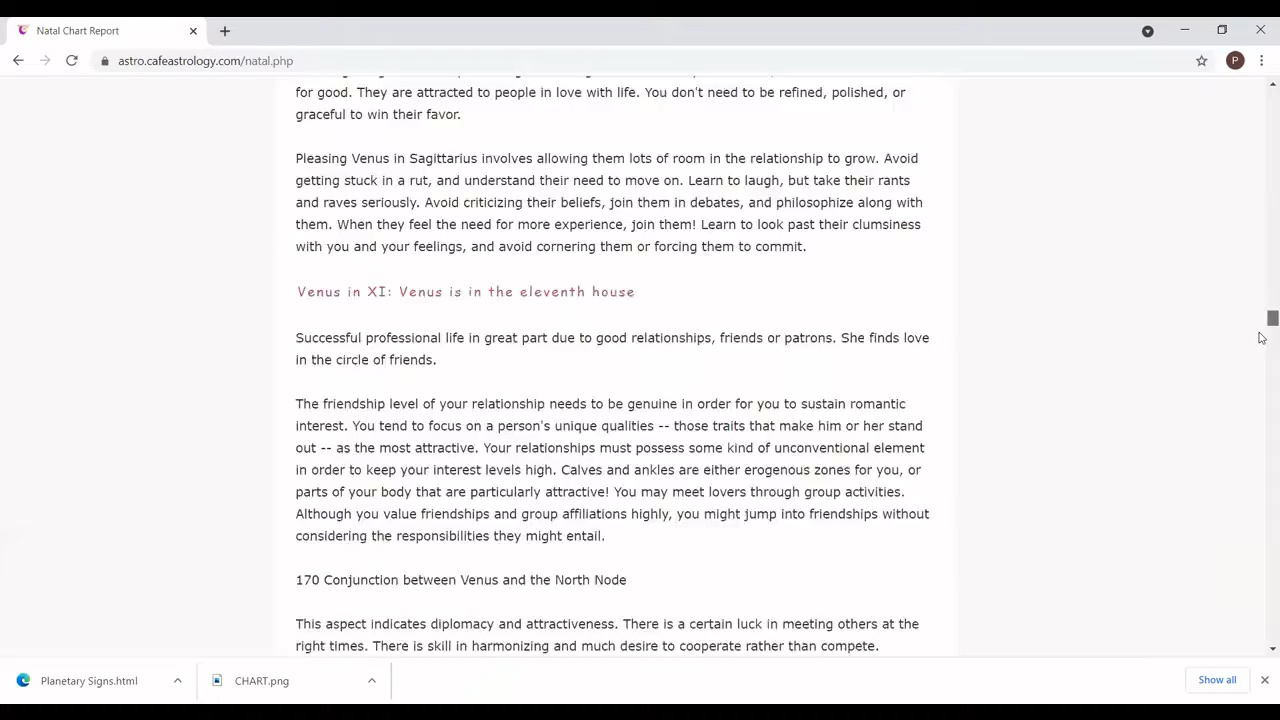 Natal Chart Report
astro.cafeastrology.com/natal.php
P
for good. They are attracted to people in love with life. You don't need to be refined, polished, or
graceful to win their favor.
Pleasing Venus in Sagittarius involves allowing them lots of room in the relationship to grow. Avoid
getting stuck in a rut, and understand their need to move on. Learn to laugh, but take their rants
and raves seriously. Avoid criticizing their beliefs, join them in debates, and philosophize along with
them. When they feel the need for more experience, join them! Learn to look past their clumsiness
with you and your feelings, and avoid cornering them or forcing them to commit.
Venus in XI: Venus is in the eleventh house
Successful professional life in great part due to good relationships, friends or patrons. She finds love
in the circle of friends.
The friendship level of your relationship needs to be genuine in order for you to sustain romantic
interest. You tend to focus on a person's unique qualities -- those traits that make him or her stand
out -- as the most attractive. Your relationships must possess some kind of unconventional element
in order to keep your interest levels high. Calves and ankles are either erogenous zones for you, or
parts of your body that are particularly attractive! You may meet lovers through group activities.
Although you value friendships and group affiliations highly, you might jump into friendships without
considering the responsibilities they might entail.
170 Conjunction between Venus and the North Node
This aspect indicates diplomacy and attractiveness. There is a certain luck in meeting others at the
right times. There is skill in harmonizing and much desire to cooperate rather than compete.
Planetary Signs.html
CHART.png
Show all